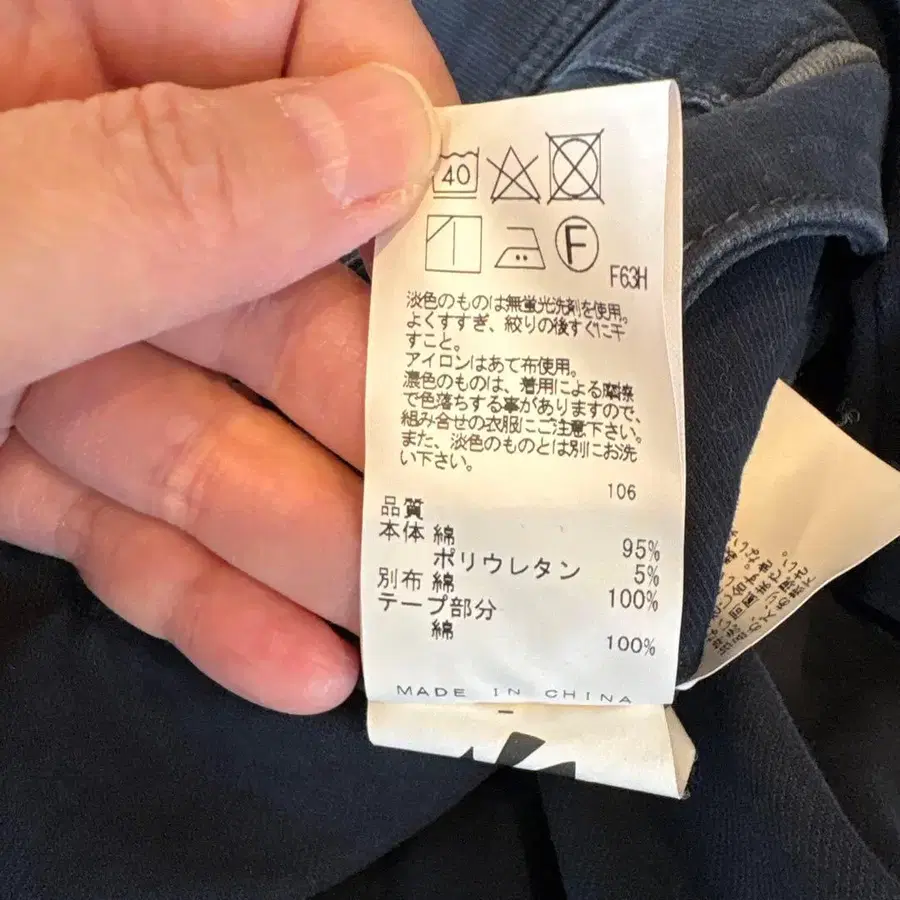 40
F
F63H
淡色のものは無蛍光洗剤を使用。
よくすすぎ、絞りの後すぐに干
すこと。
アイロンはあて布使用。
濃色のものは、着用による摩擦
で色落ちする事がありますので、
組み合せの衣服にご注意下さい。
また、淡色のものとは別にお洗
い下さい。
106
品質
本体 綿 95%
ポリウレタン 5%
別布 綿 100%
テープ部分
綿 100%
MADE IN CHINA